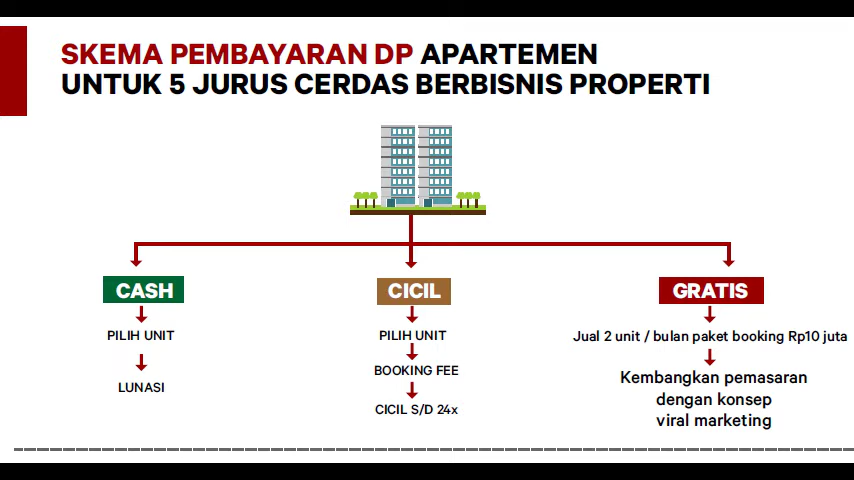 SKEMA PEMBAYARAN DP APARTEMEN
UNTUK 5 JURUS CERDAS BERBISNIS PROPERTI
CASH
PILIH UNIT
LUNASI
CICIL
PILIH UNIT
BOOKING FEE
CICIL S/D 24x
GRATIS
Jual 2 unit / bulan paket booking Rp10 juta
Kembangkan pemasaran
dengan konsep
viral marketing